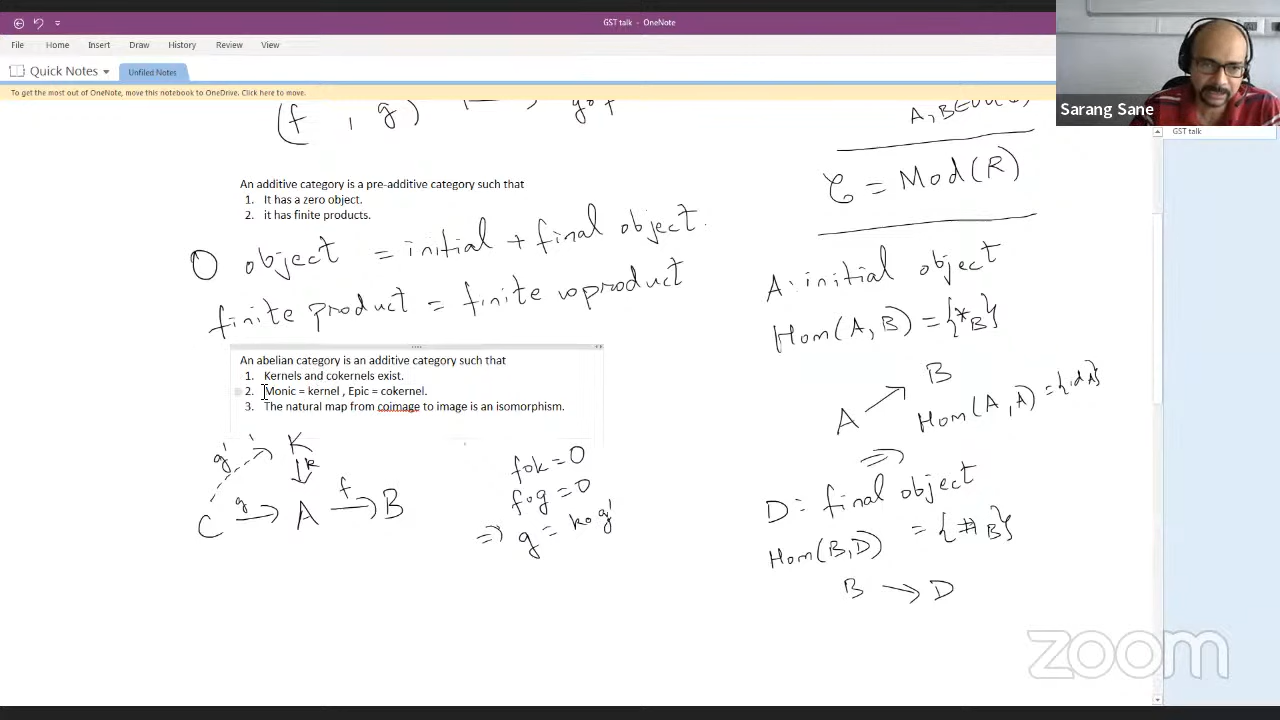 GST talk - OneNote
File Home Insert Draw History Review View
Quick Notes
Unfiled Notes
To get the most out of OneNote, move this notebook to OneDrive. Click here to move.
Sarang Sane
GST talk
(f , g) g∘f
A, B∈
An additive category is a pre-additive category such that
1. It has a zero object.
2. it has finite products.
0 object = initial + final object.
finite product = finite coproduct
An abelian category is an additive category such that
1. Kernels and cokernels exist.
2. Monic = kernel , Epic = cokernel.
3. The natural map from coimage to image is an isomorphism.
K
g'
k
C g A f B
f∘k=0
f∘g=0
⇒ g = k∘g'
C = Mod(R)
A: initial object
Hom(A, B) = {*B}
A → B
Hom(A, A) = {idA}
⇒
D = final object
Hom(B,D) = {#B}
B → D
zoom